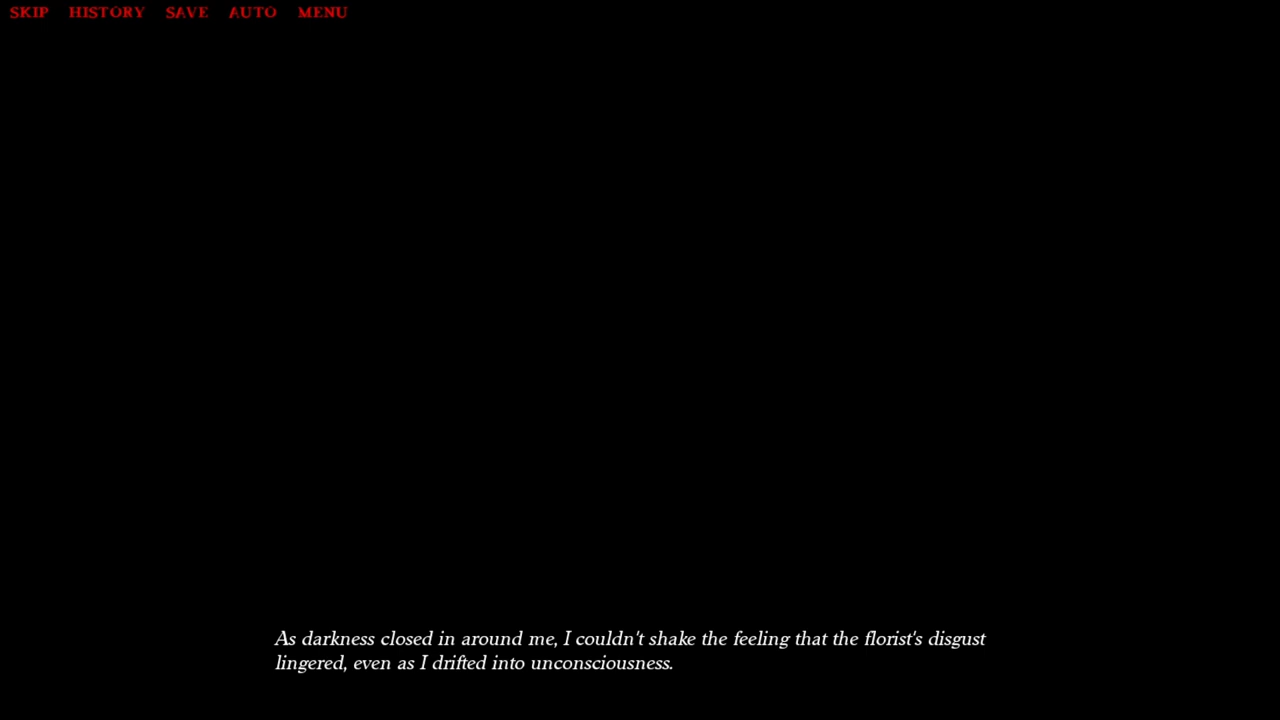 SKIP HISTORY SAVE AUTO MENU
As darkness closed in around me, I couldn't shake the feeling that the florist's disgust
lingered, even as I drifted into unconsciousness.